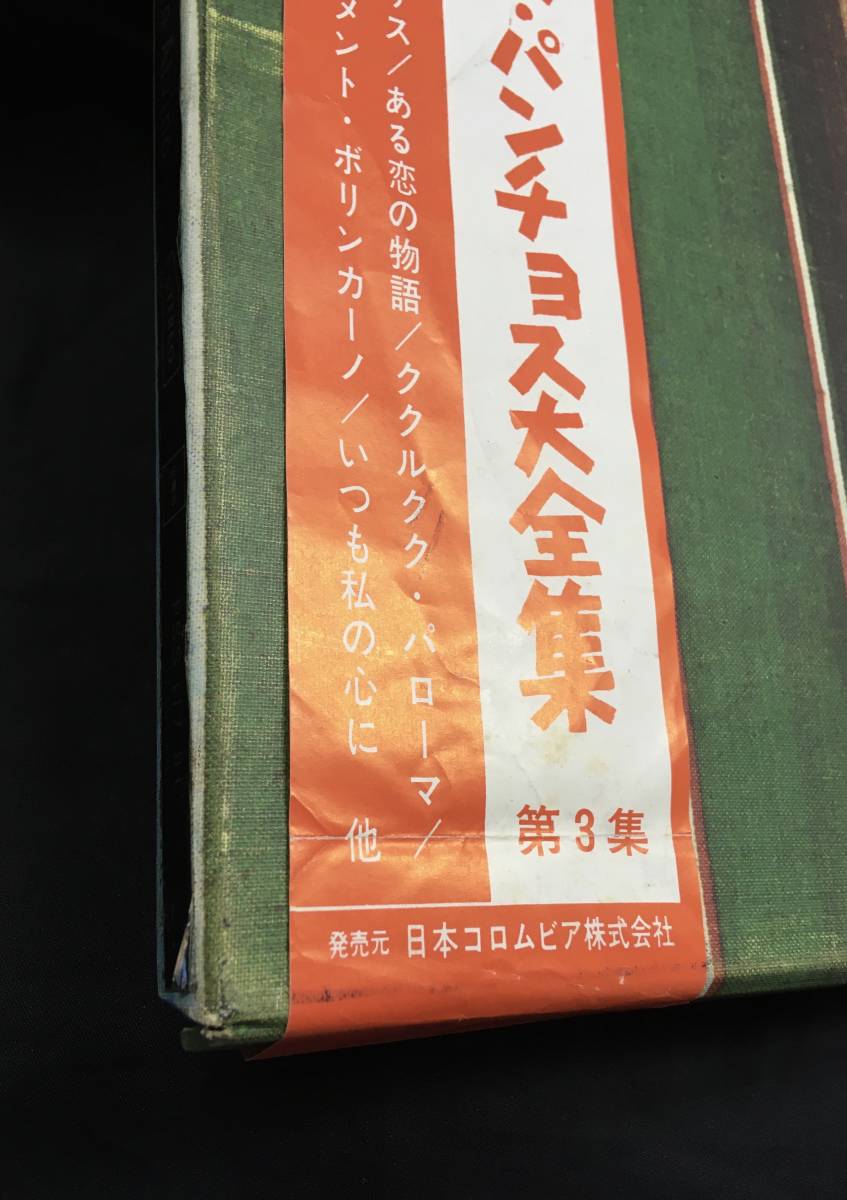 ・パンチョス大全集
第3集
ス/ある恋の物語/ククルクク・パローマ/
メント・ボリンカーノ/いつも私の心に 他
発売元 日本コロムビア株式会社